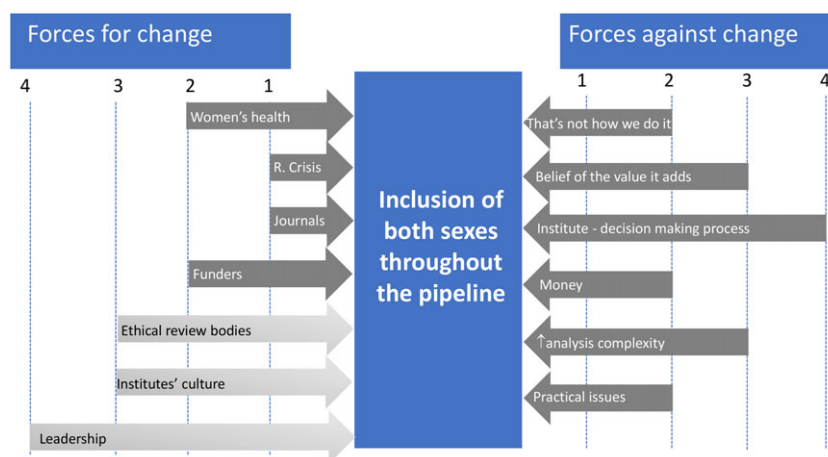 Forces for change
Forces against change
4 3 2 1
1 2 3 4
Women's health
R. Crisis
Journals
Funders
Ethical review bodies
Institutes' culture
Leadership
Inclusion of
both sexes
throughout
the pipeline
That's not how we do it
Belief of the value it adds
Institute - decision making process
Money
↑analysis complexity
Practical issues